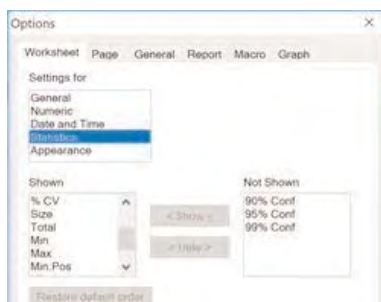 Options
Worksheet Page General Report Macro Graph
Settings for
General
Numeric
Date and Time
Statistics
Appearance
Shown
Not Shown
% CV
Size
Total
Min
Max
Min.Pos
< Show <
> Hide >
90% Conf
95% Conf
99% Conf
Restore default order